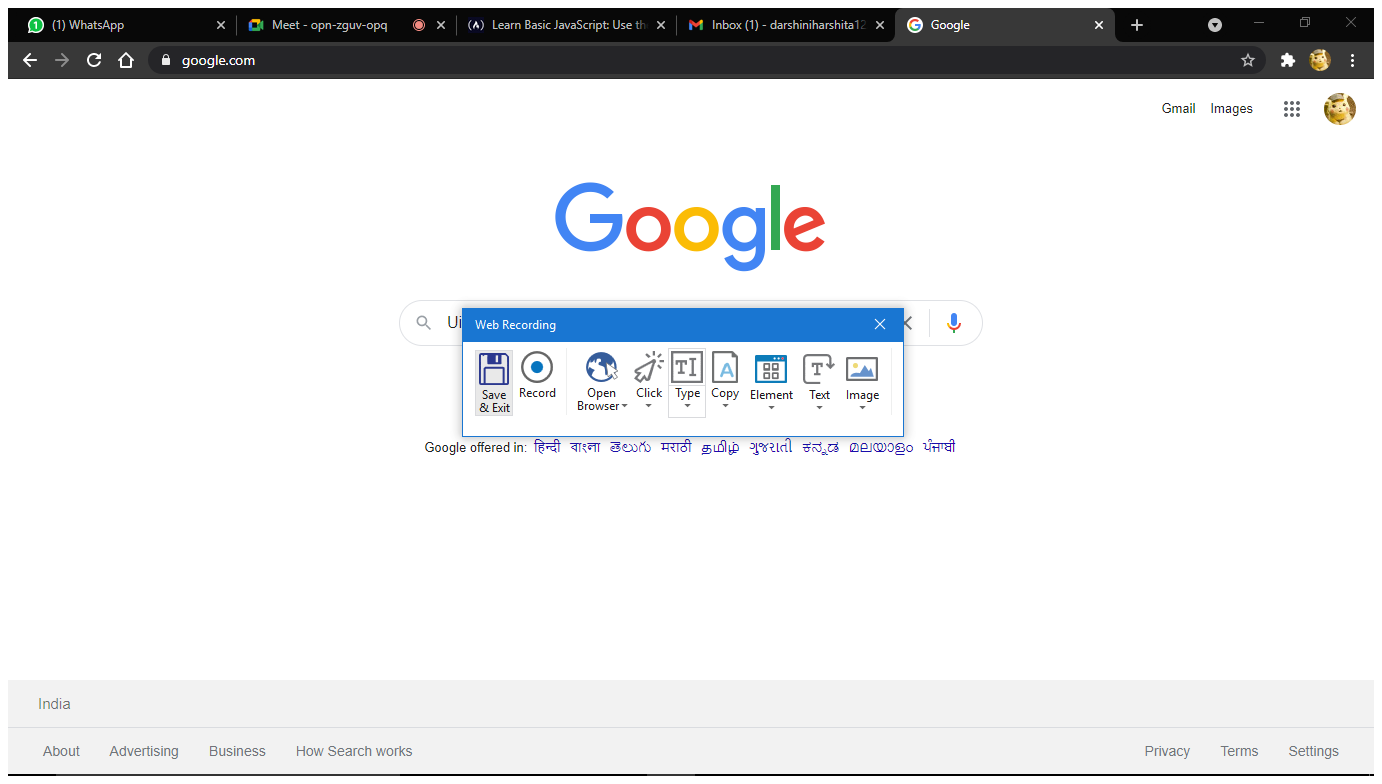 (1) WhatsApp Meet - opn-zguv-opq Learn Basic JavaScript: Use the Inbox (1) - darshiniharshita12 Google
google.com
Gmail Images
Google
Ui
Web Recording
Save & Exit Record Open Browser Click Type Copy Element Text Image
Google offered in: हिन्दी বাংলা తెలుగు मराठी தமிழ் ગુજરાતી ಕನ್ನಡ മലയാളം ਪੰਜਾਬੀ
India
About Advertising Business How Search works Privacy Terms Settings